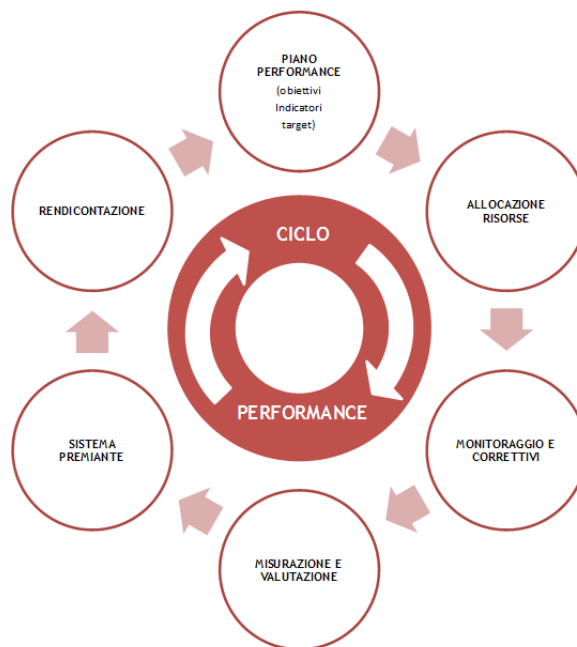 PIANO
PERFORMANCE
(obiettivi
Indicatori
target)
ALLOCAZIONE
RISORSE
MONITORAGGIO E
CORRETTIVI
MISURAZIONE E
VALUTAZIONE
SISTEMA
PREMIANTE
RENDICONTAZIONE
CICLO
PERFORMANCE